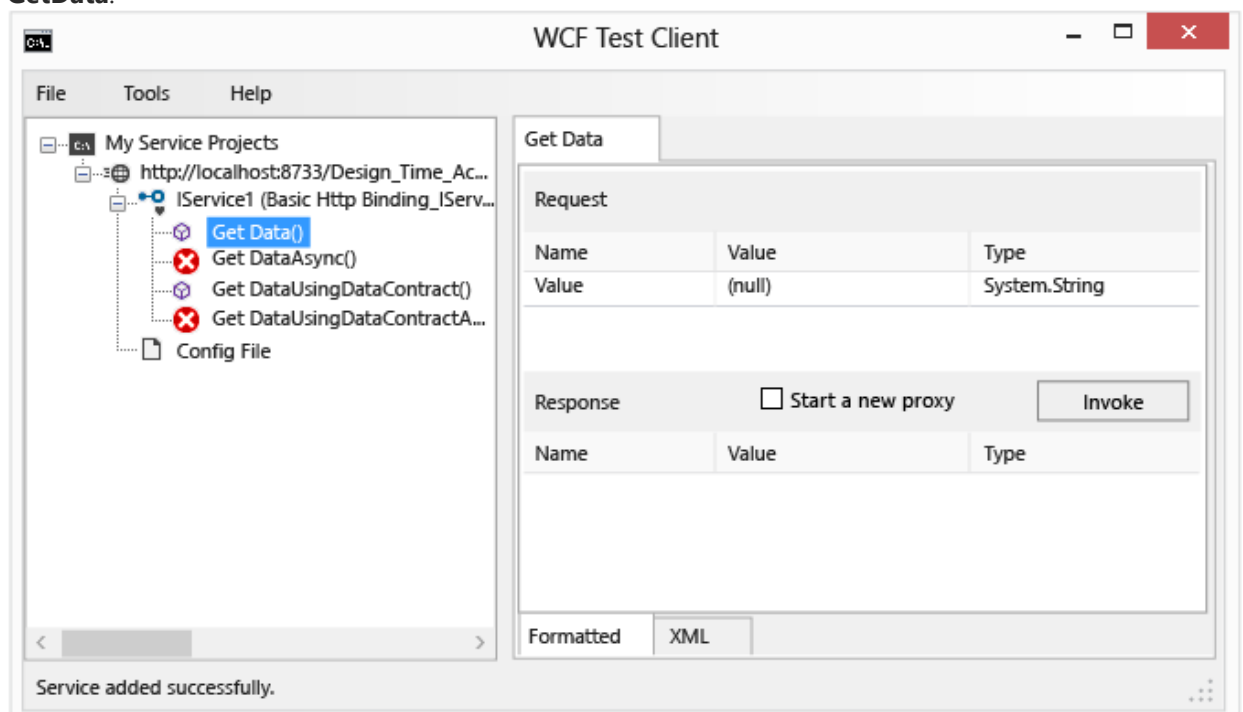 GetData.
WCF Test Client
File Tools Help
My Service Projects
http://localhost:8733/Design_Time_Ac...
IService1 (Basic Http Binding_IServ...
Get Data()
Get DataAsync()
Get DataUsingDataContract()
Get DataUsingDataContractA...
Config File
Get Data
Request
Name Value Type
Value (null) System.String
Response Start a new proxy Invoke
Name Value Type
Formatted XML
Service added successfully.